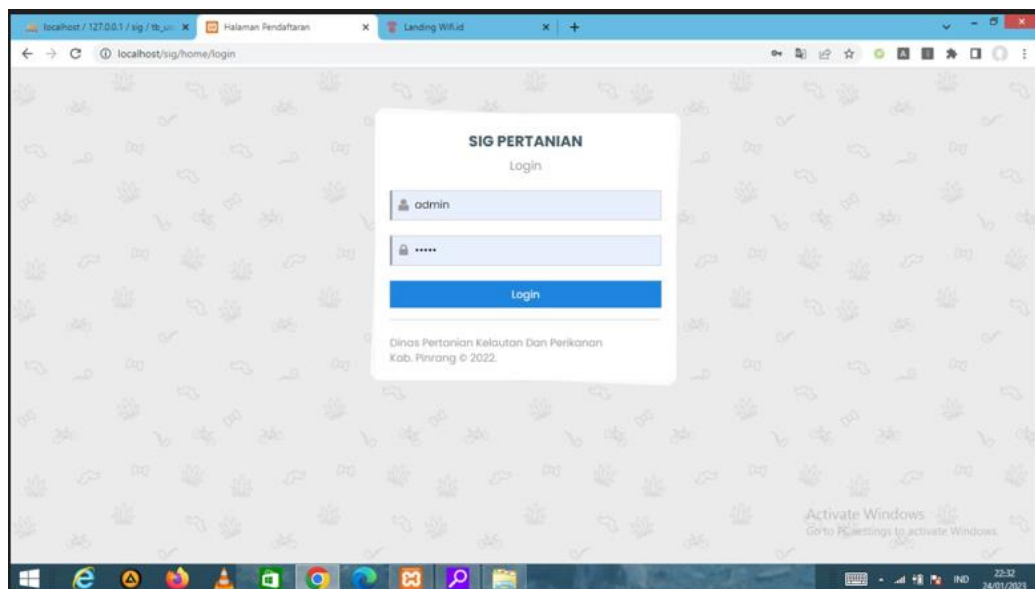 localhost / 127.0.0.1 / sig / tb_us
Halaman Pendaftaran
Landing Wifi.id
localhost/sig/home/login
SIG PERTANIAN
Login
admin
•••••
Login
Dinas Pertanian Kelautan Dan Perikanan
Kab. Pinrang © 2022.
Activate Windows
Go to PC settings to activate Windows.
IND
22:32
24/01/2023